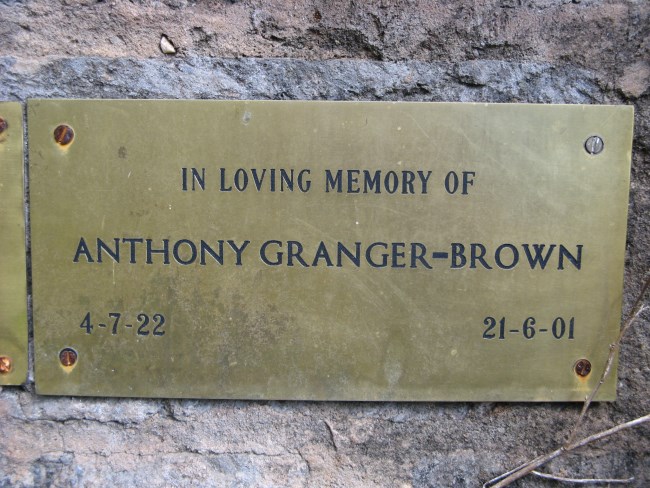 IN LOVING MEMORY OF
ANTHONY GRANGER-BROWN
4-7-22 21-6-01